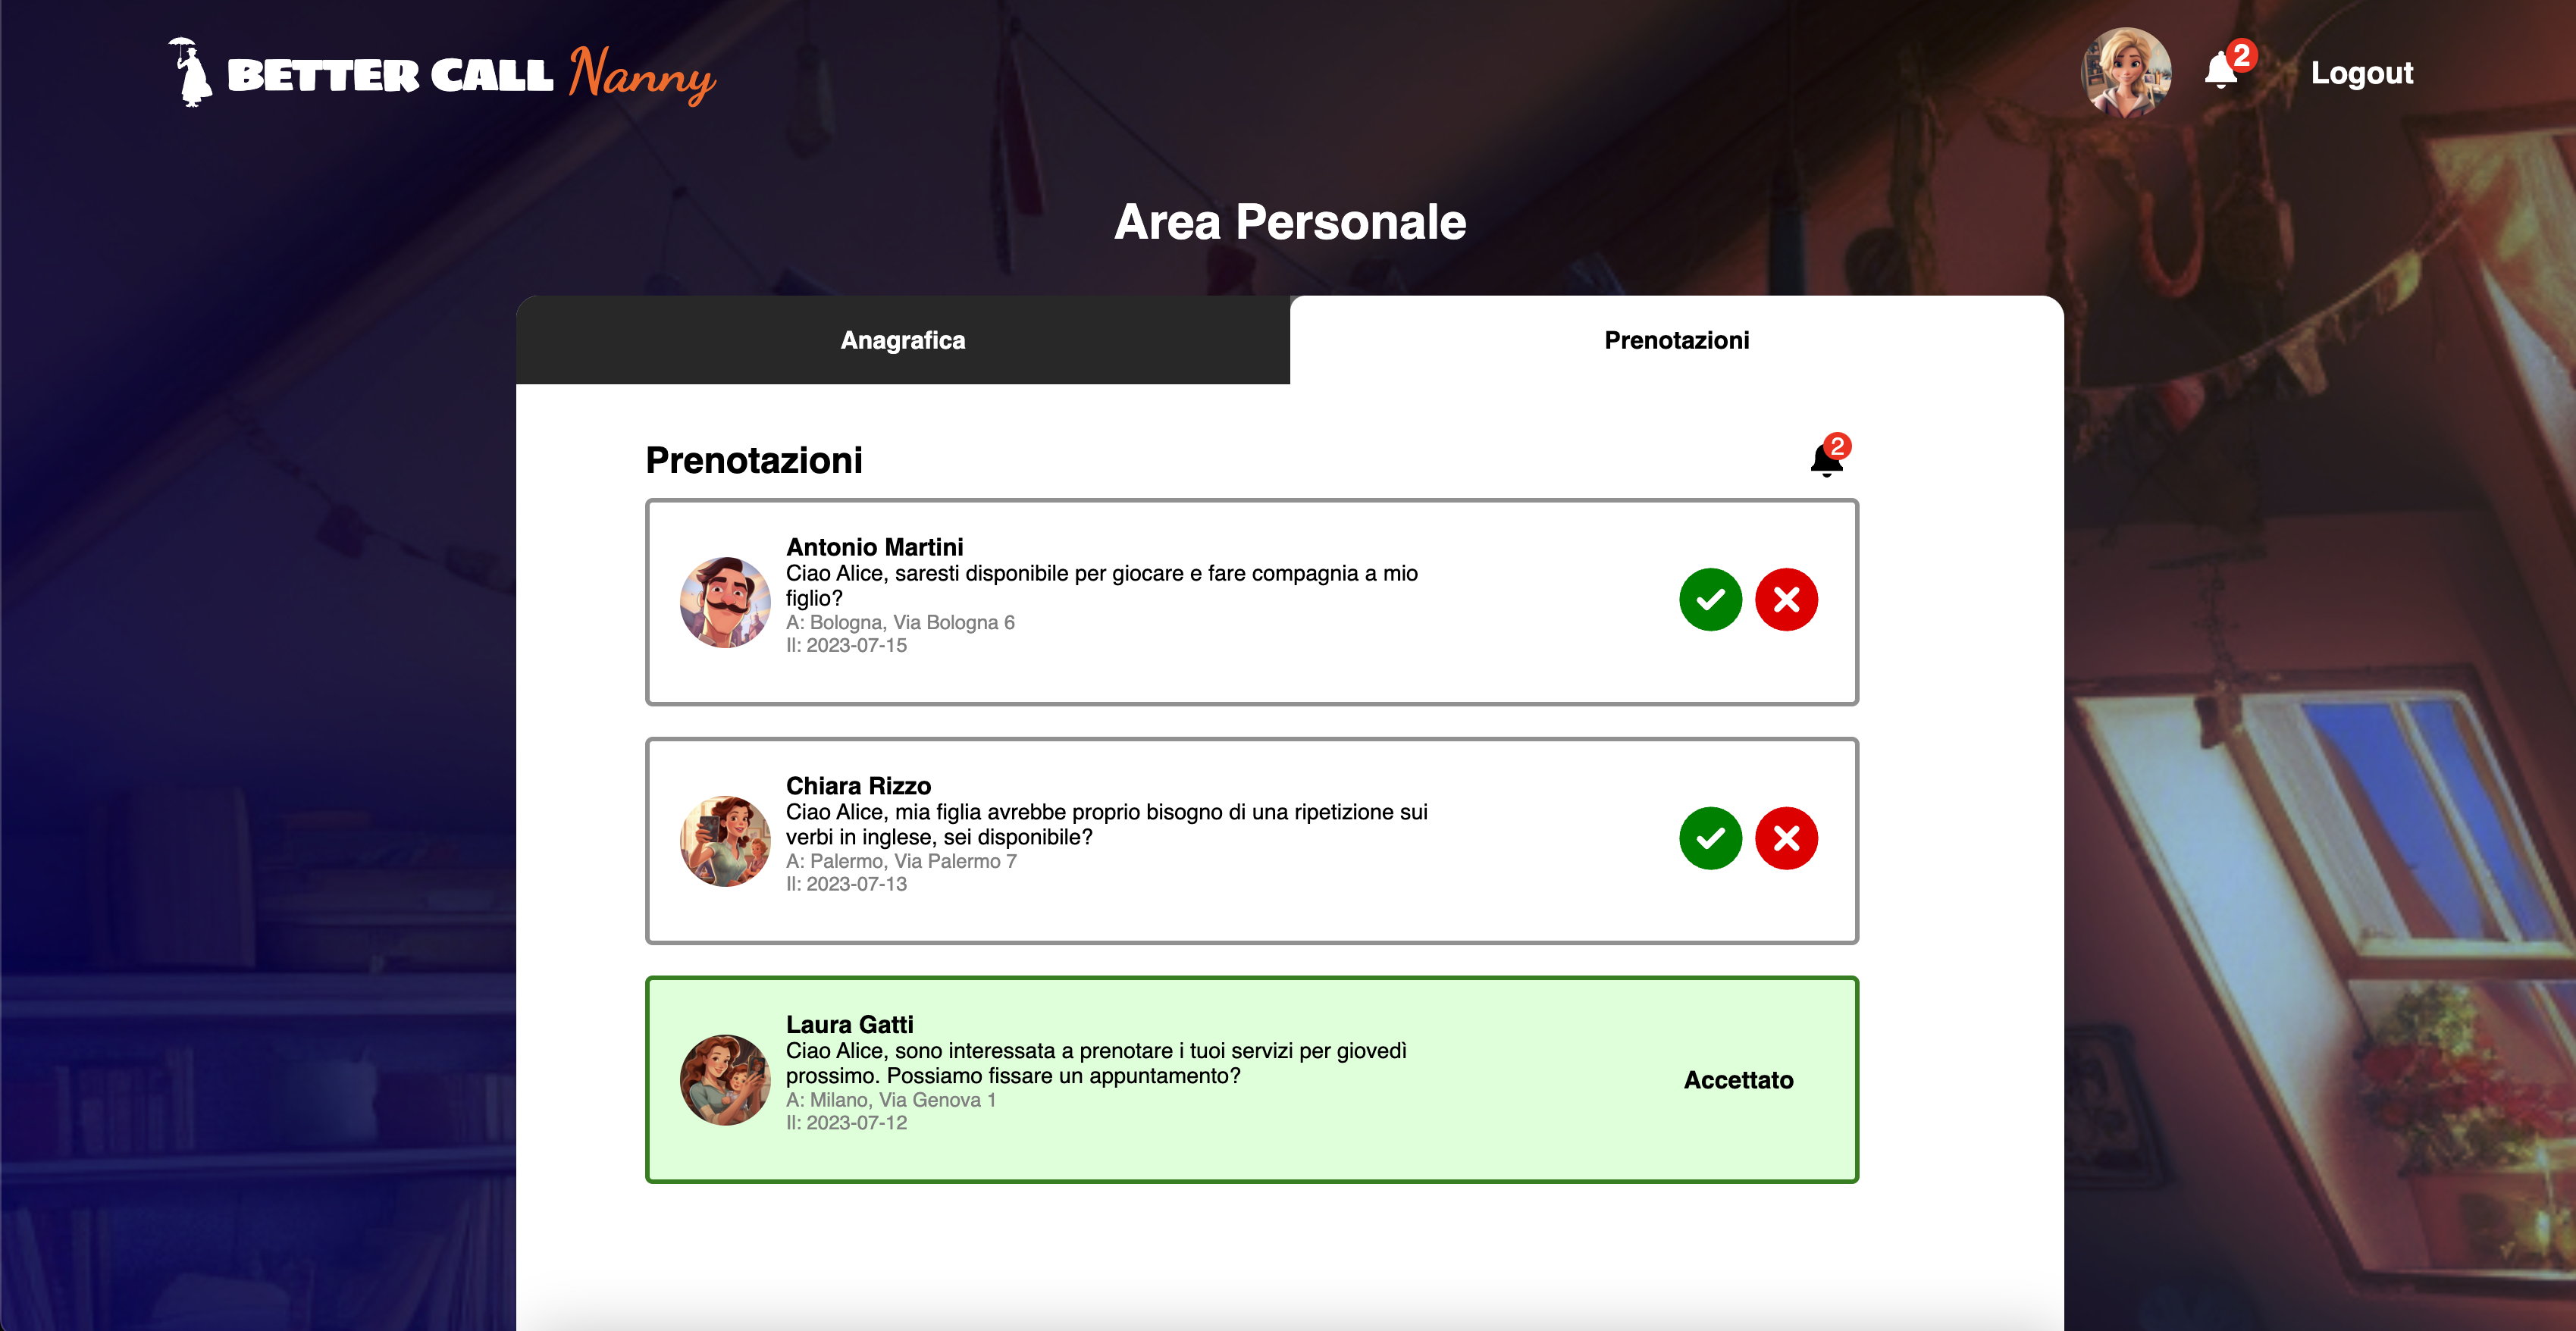 BETTER CALL Nanny
2
Logout
Area Personale
Anagrafica
Prenotazioni
Prenotazioni
2
Antonio Martini
Ciao Alice, saresti disponibile per giocare e fare compagnia a mio
figlio?
A: Bologna, Via Bologna 6
Il: 2023-07-15
Chiara Rizzo
Ciao Alice, mia figlia avrebbe proprio bisogno di una ripetizione sui
verbi in inglese, sei disponibile?
A: Palermo, Via Palermo 7
Il: 2023-07-13
Laura Gatti
Ciao Alice, sono interessata a prenotare i tuoi servizi per giovedì
prossimo. Possiamo fissare un appuntamento?
A: Milano, Via Genova 1
Il: 2023-07-12
Accettato